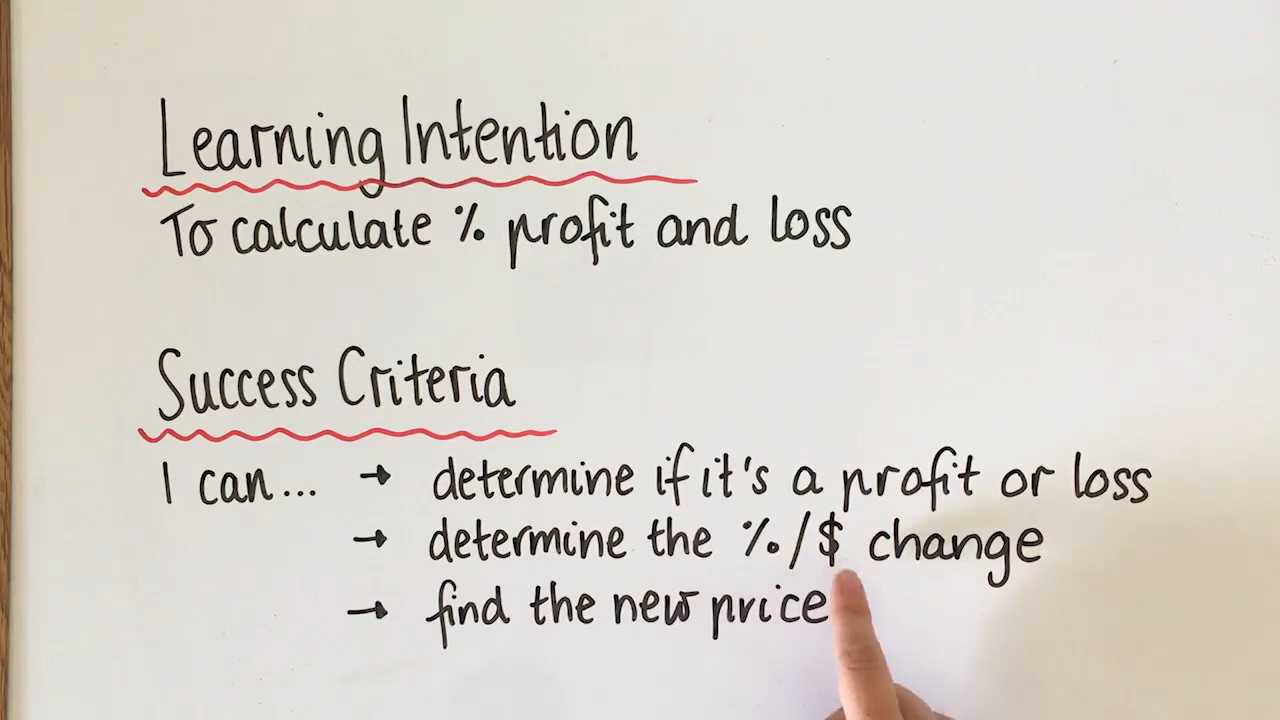 Learning Intention
To calculate % profit and loss
Success Criteria
I can... → determine if it's a profit or loss
→ determine the %/$ change
→ find the new price